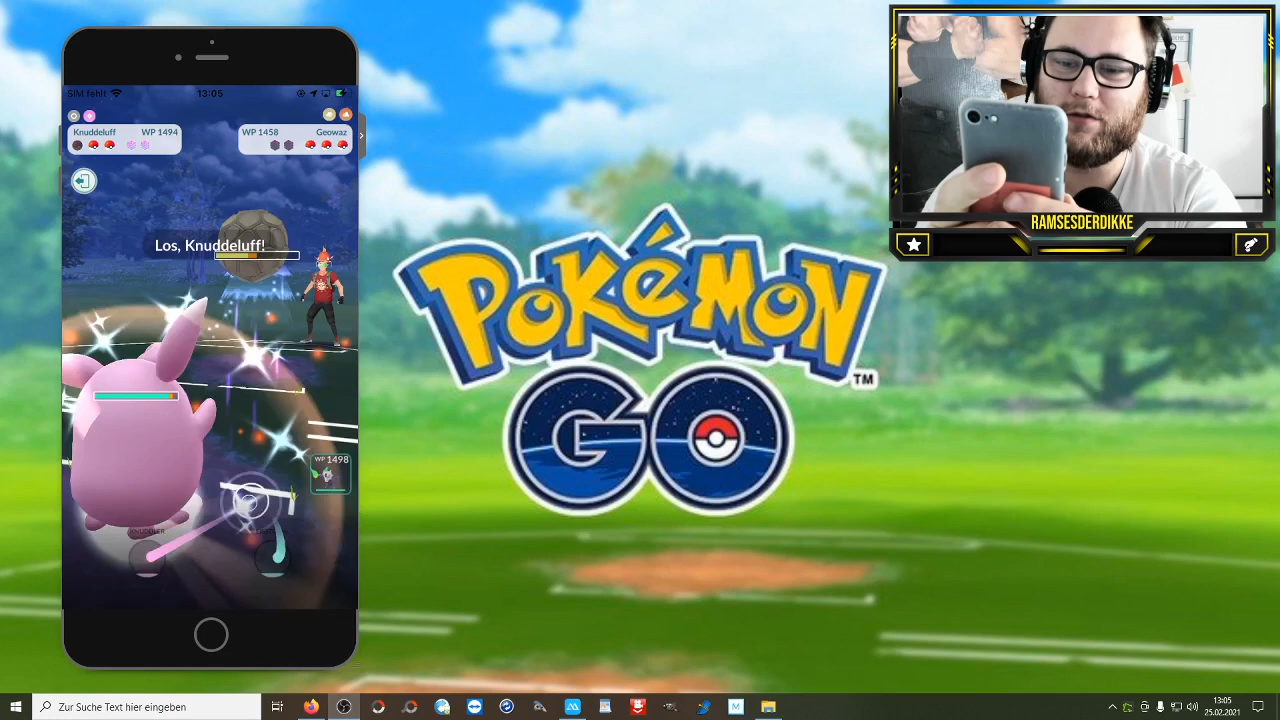 SIM fehlt
13:05
Knuddeluff WP 1494
WP 1458 Geowaz
Los, Knuddeluff!
WP 1498
KNUDDLER
POKéMON
TM
GO
RAMSESDERDIKKE
Zur Suche Text hier eingeben
M
13:05
25.02.2021